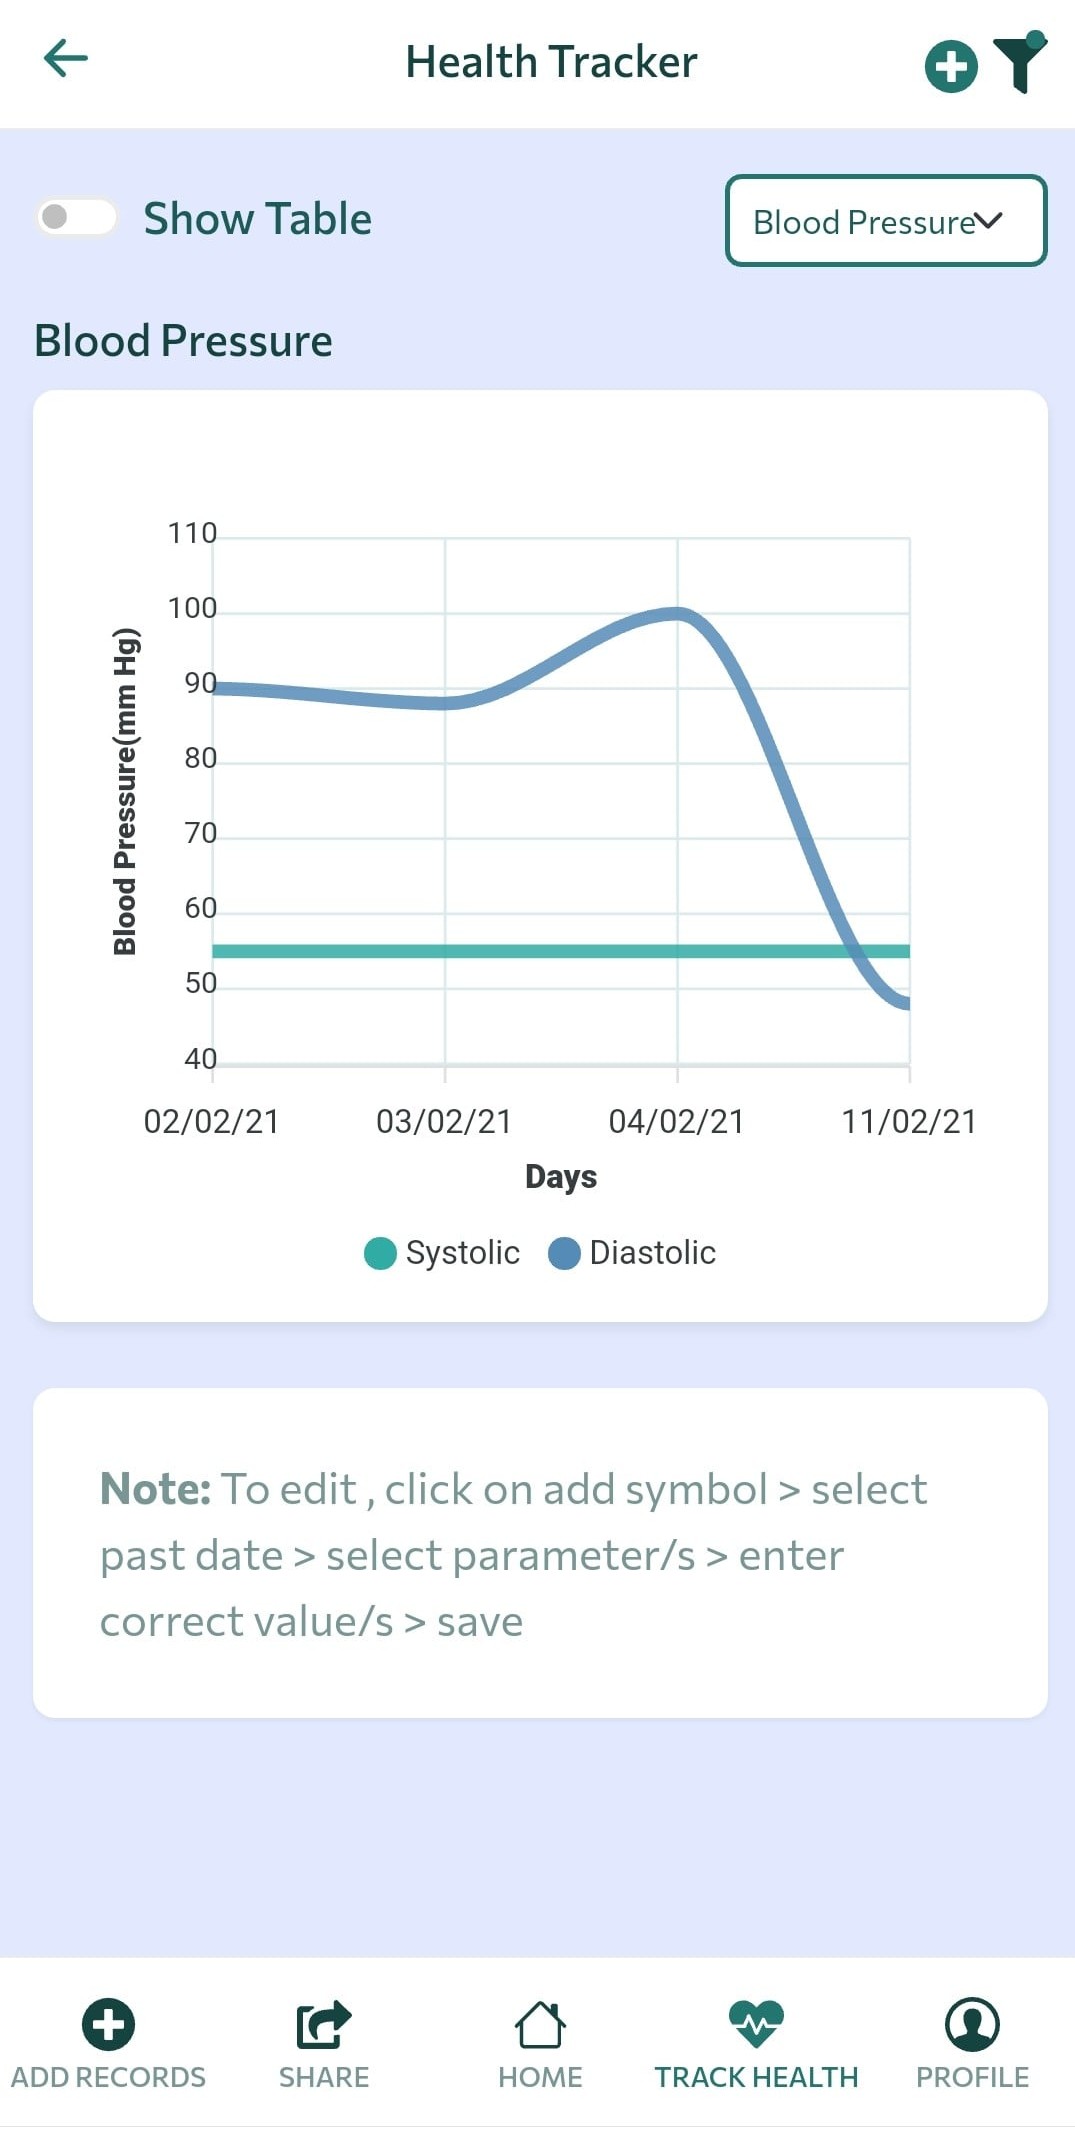 Health Tracker
Show Table
Blood Pressure
Blood Pressure
110
100
90
80
70
60
50
40
Blood Pressure(mm Hg)
02/02/21 03/02/21 04/02/21 11/02/21
Days
Systolic Diastolic
Note: To edit , click on add symbol > select
past date > select parameter/s > enter
correct value/s > save
ADD RECORDS SHARE HOME TRACK HEALTH PROFILE